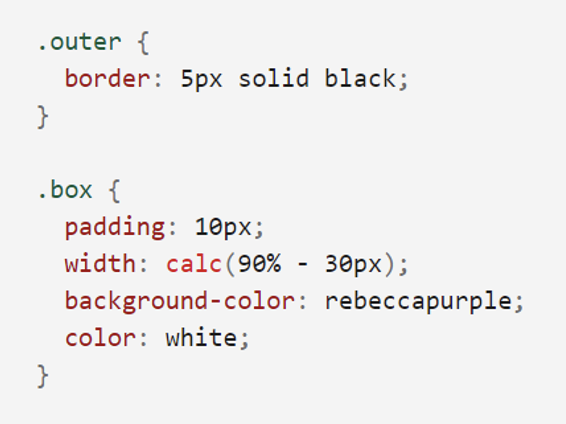 .outer {
  border: 5px solid black;
}

.box {
  padding: 10px;
  width: calc(90% - 30px);
  background-color: rebeccapurple;
  color: white;
}